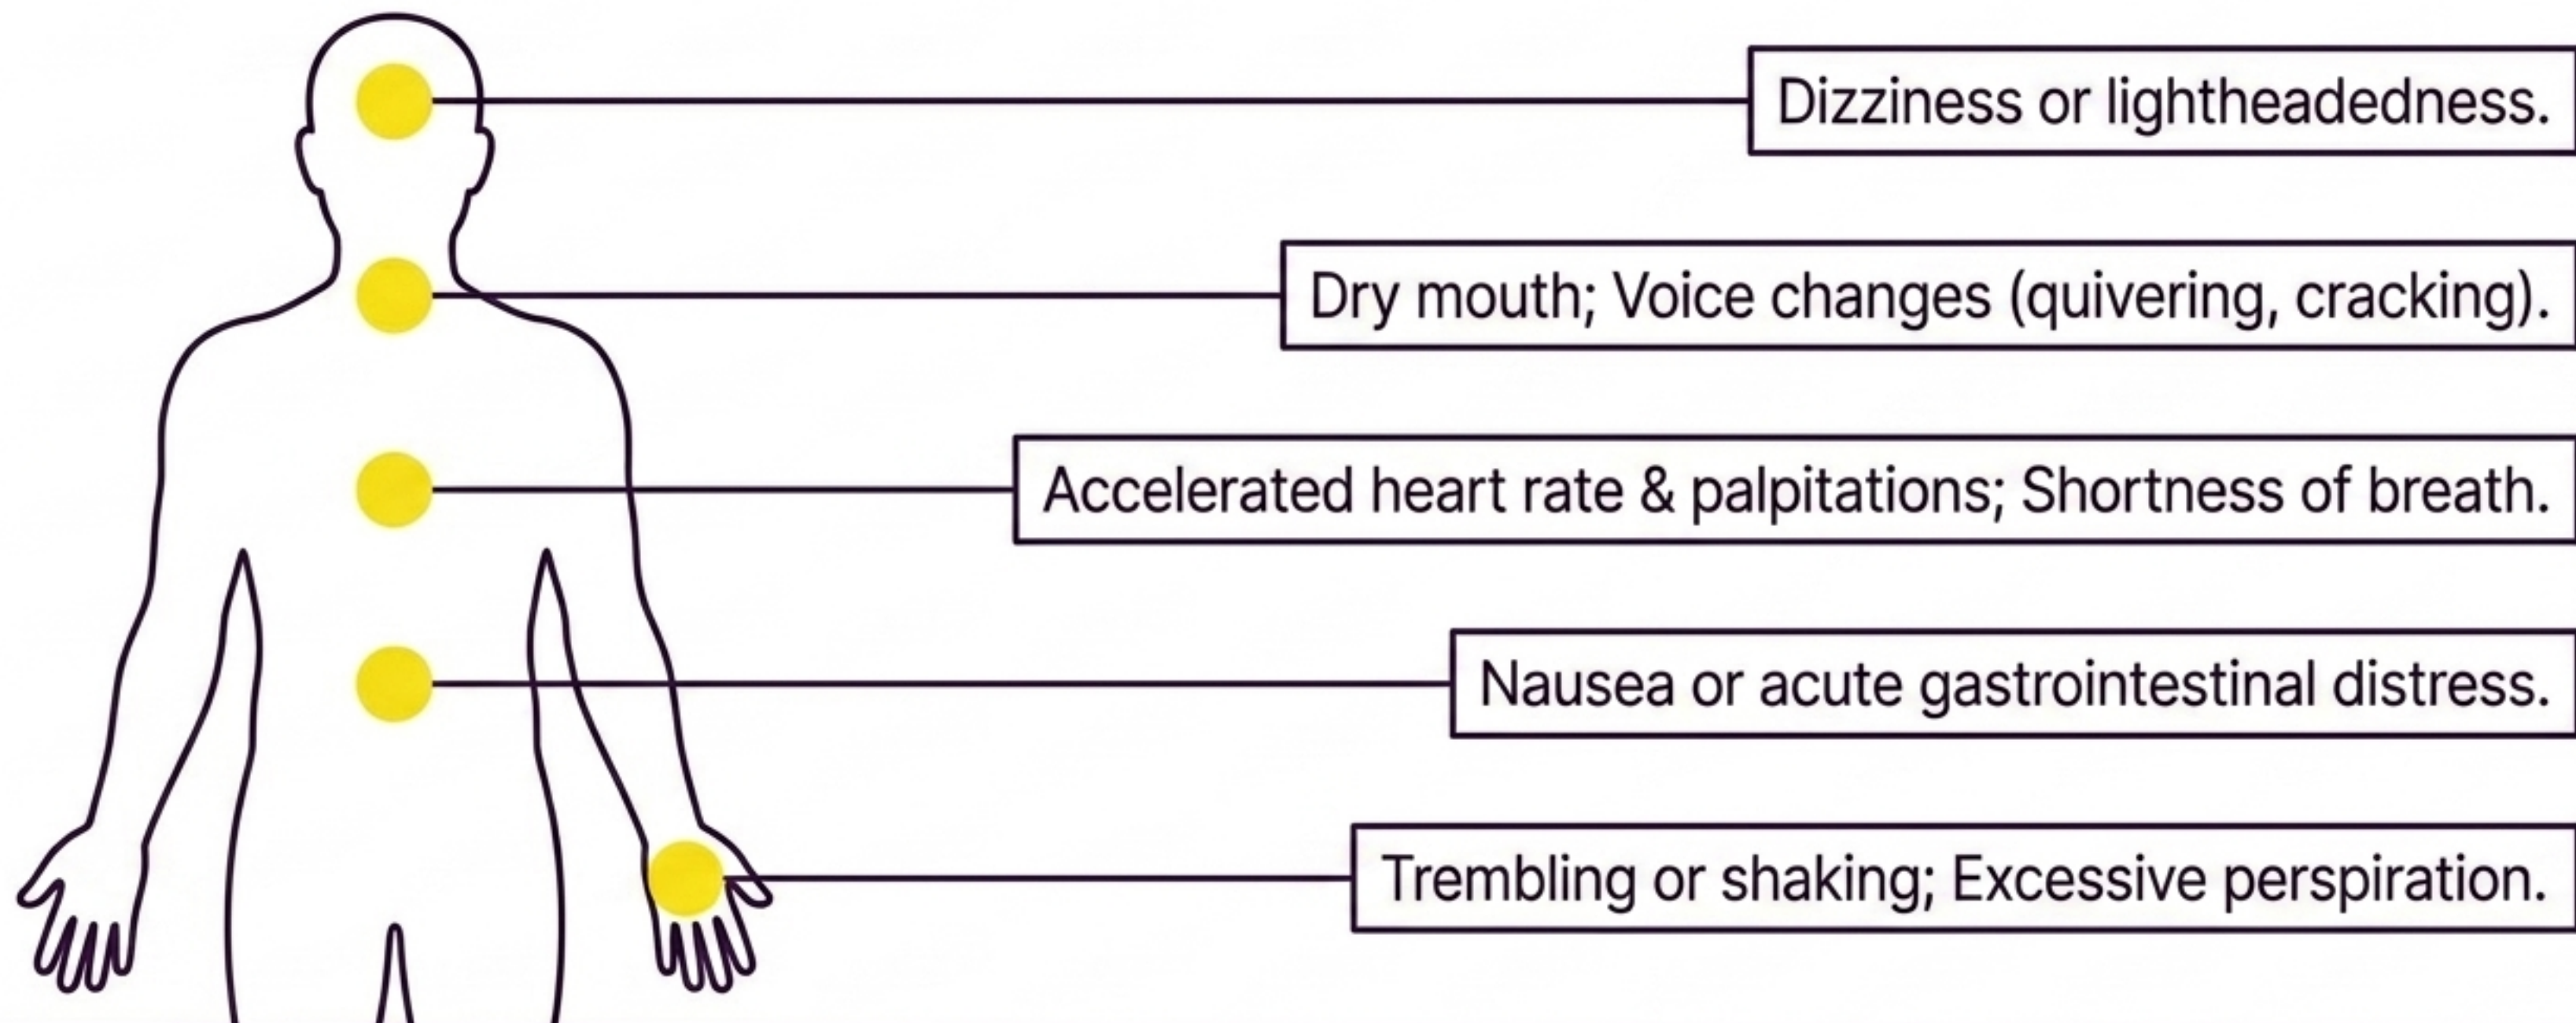 Dizziness or lightheadedness.
Dry mouth; Voice changes (quivering, cracking).
Accelerated heart rate & palpitations; Shortness of breath.
Nausea or acute gastrointestinal distress.
Trembling or shaking; Excessive perspiration.